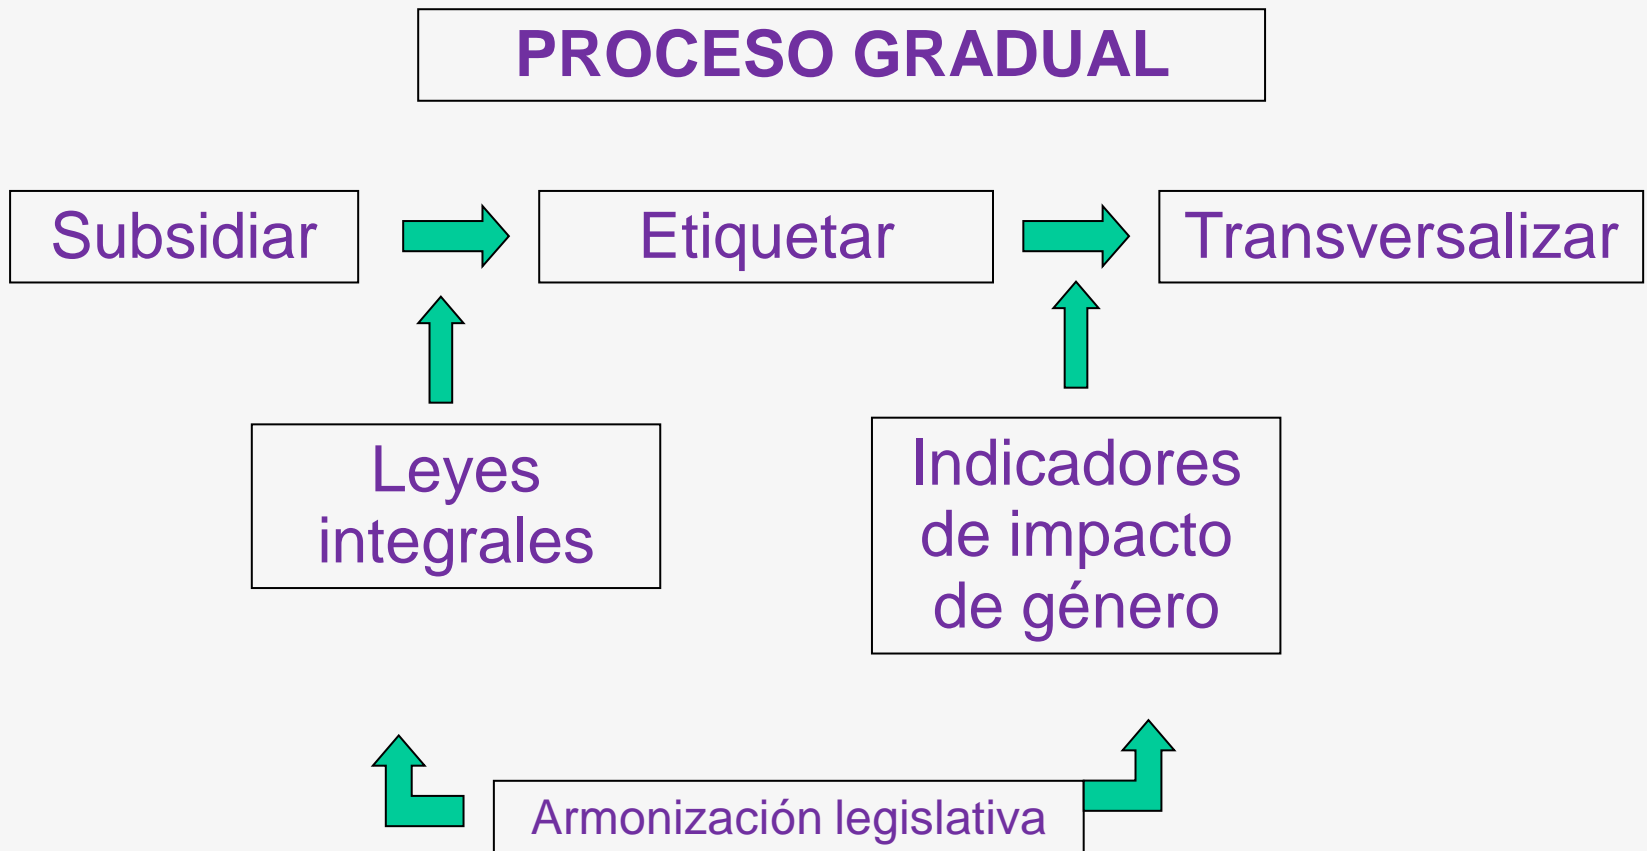 PROCESO GRADUAL
Subsidiar
Etiquetar
Transversalizar
Leyes
integrales
Indicadores
de impacto
de género
Armonización legislativa